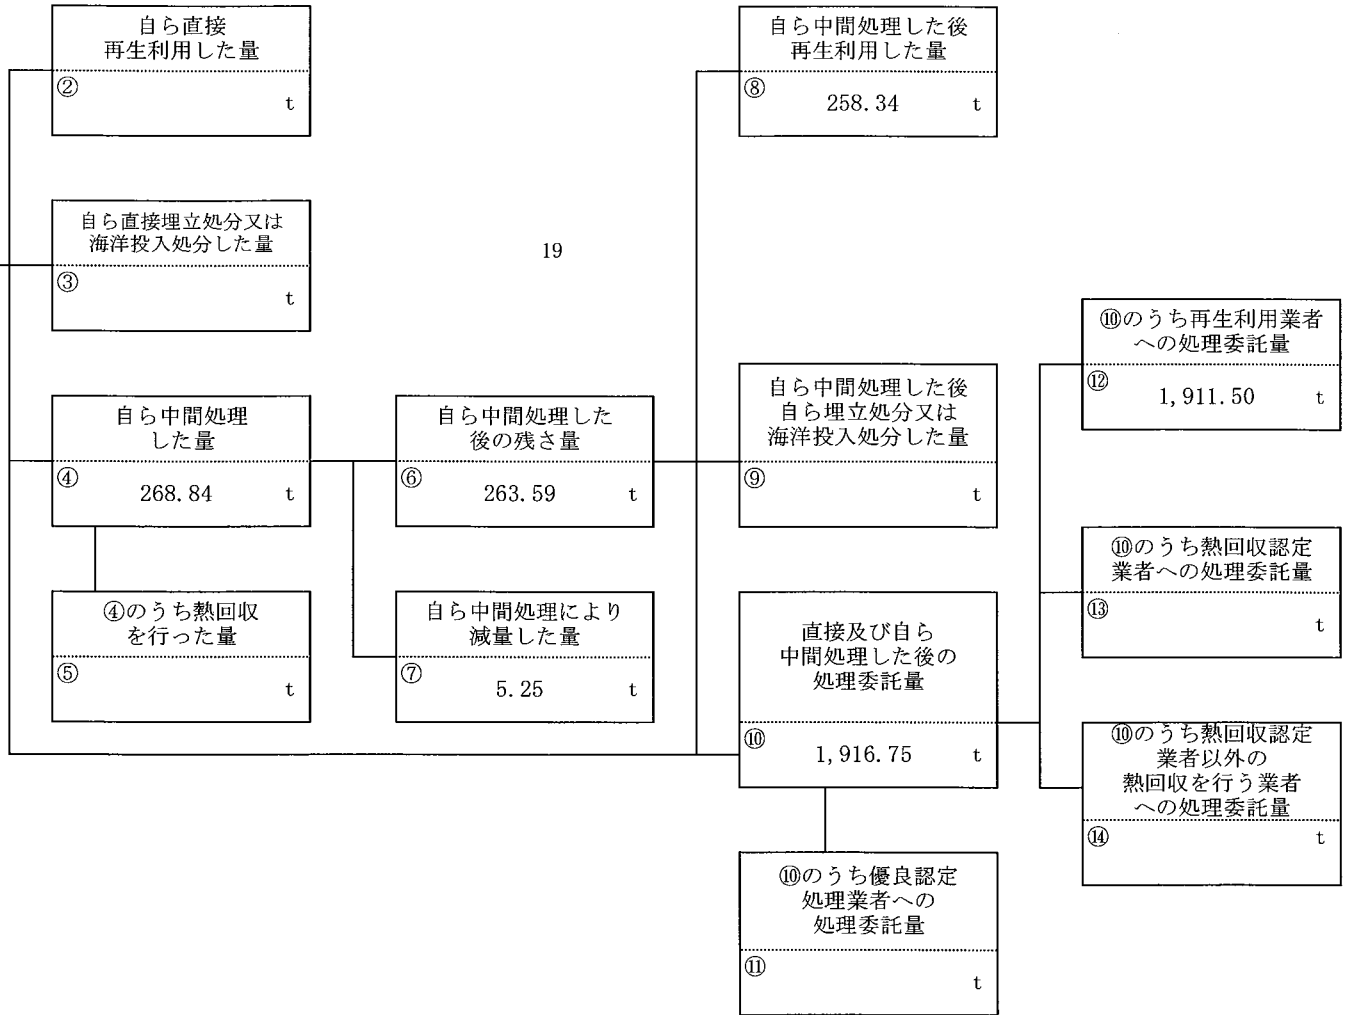 自ら直接
再生利用した量
②
t
自ら直接埋立処分又は
海洋投入処分した量
③
t
自ら中間処理
した量
④
268.84 t
④のうち熱回収
を行った量
⑤
t
19
自ら中間処理した
後の残さ量
⑥
263.59 t
自ら中間処理により
減量した量
⑦
5.25 t
自ら中間処理した後
再生利用した量
⑧
258.34 t
自ら中間処理した後
自ら埋立処分又は
海洋投入処分した量
⑨
t
直接及び自ら
中間処理した後の
処理委託量
⑩
1,916.75 t
⑩のうち優良認定
処理業者への
処理委託量
⑪
t
⑩のうち再生利用業者
への処理委託量
⑫
1,911.50 t
⑩のうち熱回収認定
業者への処理委託量
⑬
t
⑩のうち熱回収認定
業者以外の
熱回収を行う業者
への処理委託量
⑭
t